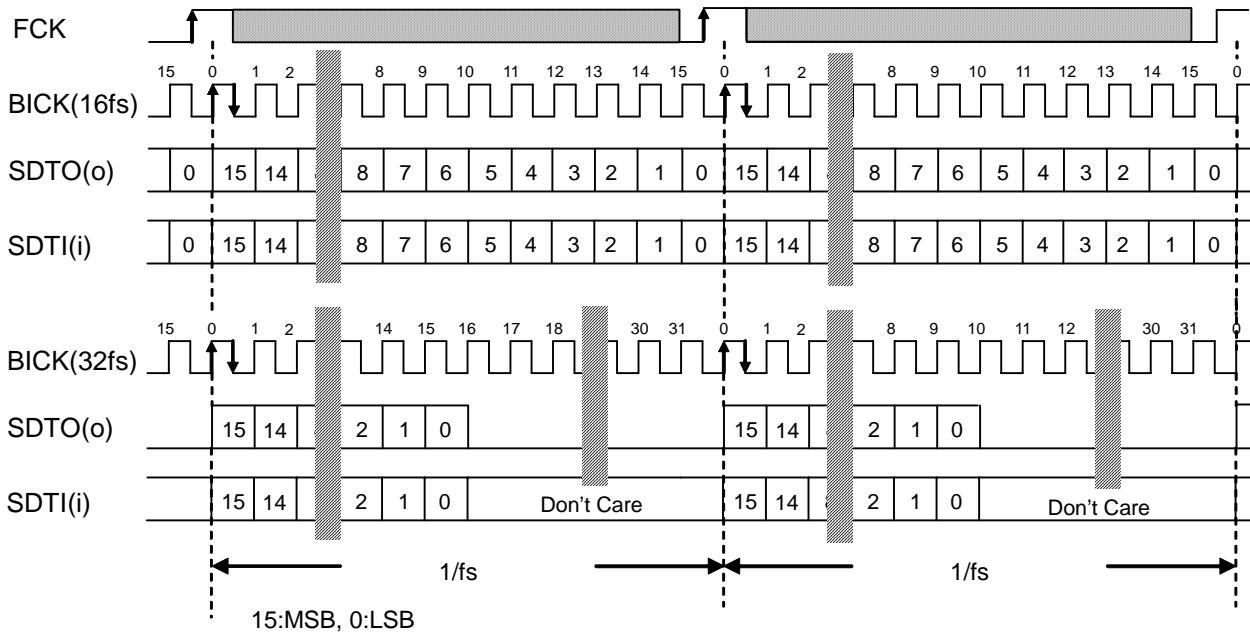 FCK
15 0 1 2 8 9 10 11 12 13 14 15 0 1 2 8 9 10 11 12 13 14 15 0
BICK(16fs)
SDTO(o) 0 15 14 8 7 6 5 4 3 2 1 0 15 14 8 7 6 5 4 3 2 1 0
SDTI(i) 0 15 14 8 7 6 5 4 3 2 1 0 15 14 8 7 6 5 4 3 2 1 0
15 0 1 2 14 15 16 17 18 30 31 0 1 2 8 9 10 11 12 30 31 0
BICK(32fs)
SDTO(o) 15 14 2 1 0 15 14 2 1 0
SDTI(i) 15 14 2 1 0 Don't Care 15 14 2 1 0 Don't Care
1/fs 1/fs
15:MSB, 0:LSB